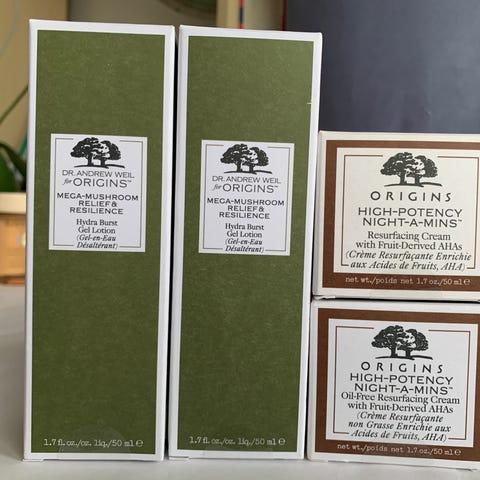 DR. ANDREW WEIL
for ORIGINS™
MEGA-MUSHROOM
RELIEF &
RESILIENCE
Hydra Burst
Gel Lotion
(Gel-en-Eau
Désaltérant)
1.7 fl. oz./oz. liq./50 ml ℮
DR. ANDREW WEIL
for ORIGINS™
MEGA-MUSHROOM
RELIEF &
RESILIENCE
Hydra Burst
Gel Lotion
(Gel-en-Eau
Désaltérant)
1.7 fl. oz./oz. liq./50 ml ℮
ORIGINS
HIGH-POTENCY
NIGHT-A-MINS™
Resurfacing Cream
with Fruit-Derived AHAs
(Crème Resurfaçante Enrichie
aux Acides de Fruits, AHA)
net wt./poids net 1.7 oz./50 ml ℮
ORIGINS
HIGH-POTENCY
NIGHT-A-MINS™
Oil-Free Resurfacing Cream
with Fruit-Derived AHAs
(Crème Resurfaçante
non Grasse Enrichie aux
Acides de Fruits, AHA)
net wt./poids net 1.7 oz./50 ml ℮